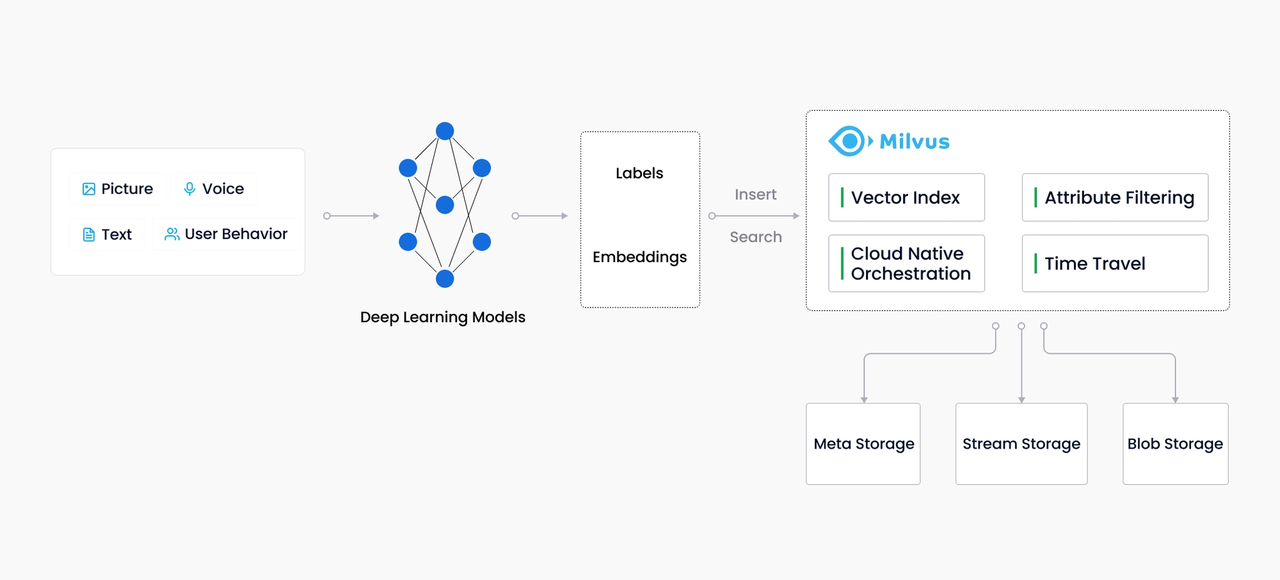 Picture
Voice
Text
User Behavior
Deep Learning Models
Labels
Embeddings
Insert
Search
Milvus
Vector Index
Attribute Filtering
Cloud Native
Orchestration
Time Travel
Meta Storage
Stream Storage
Blob Storage